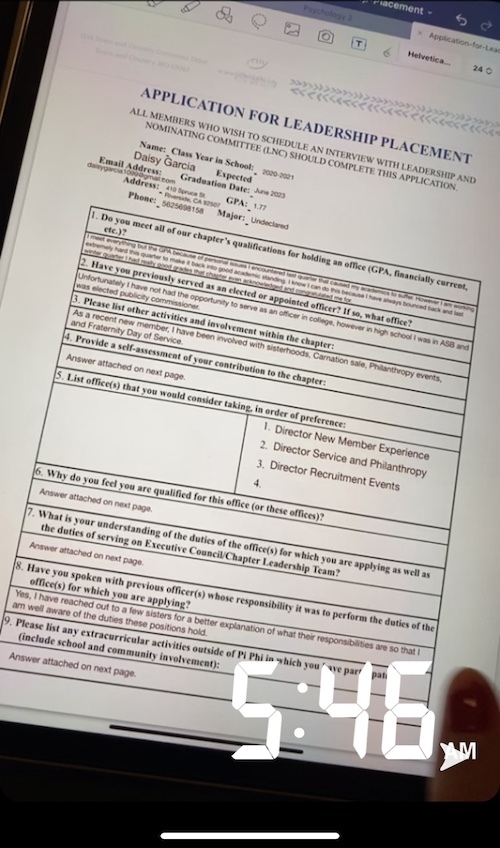 Placement
Psychology 2
Application-for-Lea
T
Helvetica...
24
APPLICATION FOR LEADERSHIP PLACEMENT
ALL MEMBERS WHO WISH TO SCHEDULE AN INTERVIEW WITH LEADERSHIP AND
NOMINATING COMMITTEE (LNC) SHOULD COMPLETE THIS APPLICATION.
Name: Class Year in School: 2020-2021
Daisy Garcia Expected
Email Address: Graduation Date: June 2023
daisygarcia1099@gmail.com
Address: 410 Spruce St. GPA: 1.77
Riverside, CA 92507
Phone: 5625698156 Major: Undeclared
1. Do you meet all of our chapter's qualifications for holding an office (GPA, financially current,
etc.)?
I meet everything but the GPA because of personal issues I encountered last quarter that caused my academics to suffer. However I am working
extremely hard this quarter to make it back into good academic standing. I know I can do this because I have always bounced back and last
winter quarter I had really good grades that chapter even acknowledged and congratulated me for.
2. Have you previously served as an elected or appointed officer? If so, what office?
Unfortunately I have not had the opportunity to serve as an officer in college, however in high school I was in ASB and
was elected publicity commissioner.
3. Please list other activities and involvement within the chapter:
As a recent new member, I have been involved with sisterhoods, Carnation sale, Philanthropy events,
and Fraternity Day of Service.
4. Provide a self-assessment of your contribution to the chapter:
Answer attached on next page.
5. List office(s) that you would consider taking, in order of preference:
1. Director New Member Experience
2. Director Service and Philanthropy
3. Director Recruitment Events
4.
6. Why do you feel you are qualified for this office (or these offices)?
Answer attached on next page.
7. What is your understanding of the duties of the office(s) for which you are applying as well as
the duties of serving on Executive Council/Chapter Leadership Team?
Answer attached on next page.
8. Have you spoken with previous officer(s) whose responsibility it was to perform the duties of the
office(s) for which you are applying?
Yes, I have reached out to a few sisters for a better explanation of what their responsibilities are so that I
am well aware of the duties these positions hold.
9. Please list any extracurricular activities outside of Pi Phi in which you have
(include school and community involvement):
Answer attached on next page.
5:46 AM